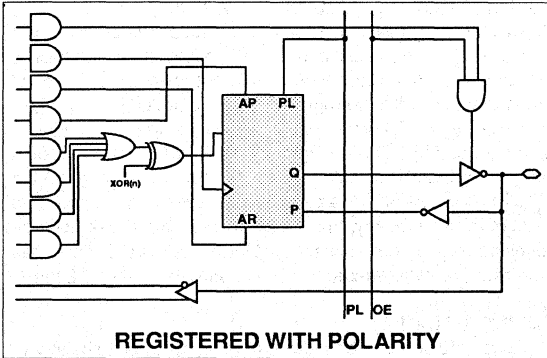 AP PL
XOR(n)
Q
P
AR
PL OE
REGISTERED WITH POLARITY